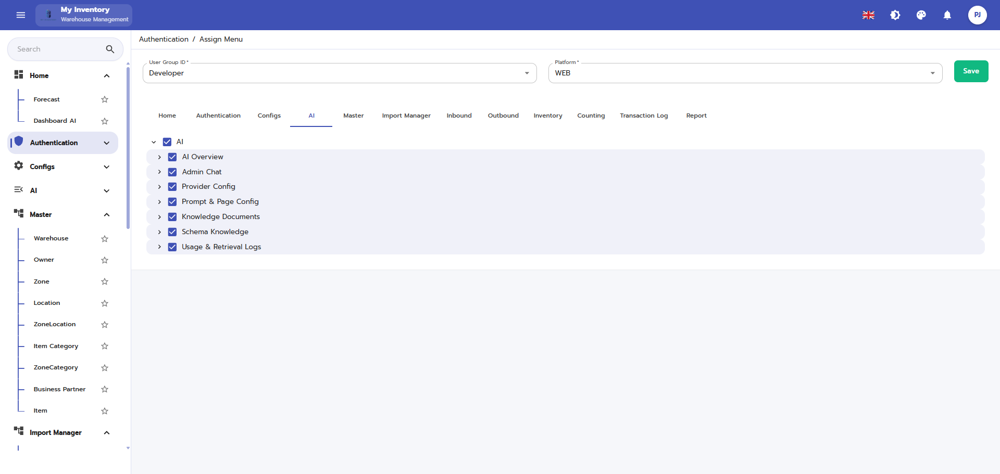 My Inventory
Warehouse Management
PJ
Search
Home
Forecast
Dashboard AI
Authentication
Configs
AI
Master
Warehouse
Owner
Zone
Location
ZoneLocation
Item Category
ZoneCategory
Business Partner
Item
Import Manager
Authentication / Assign Menu
User Group ID *
Developer
Platform *
WEB
Save
Home Authentication Configs AI Master Import Manager Inbound Outbound Inventory Counting Transaction Log Report
AI
AI Overview
Admin Chat
Provider Config
Prompt & Page Config
Knowledge Documents
Schema Knowledge
Usage & Retrieval Logs